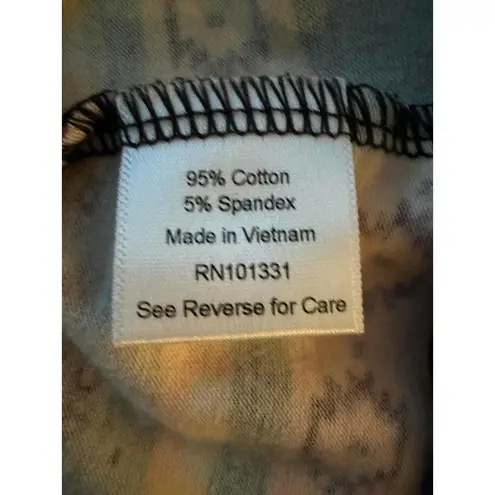 95% Cotton
5% Spandex
Made in Vietnam
RN101331
See Reverse for Care